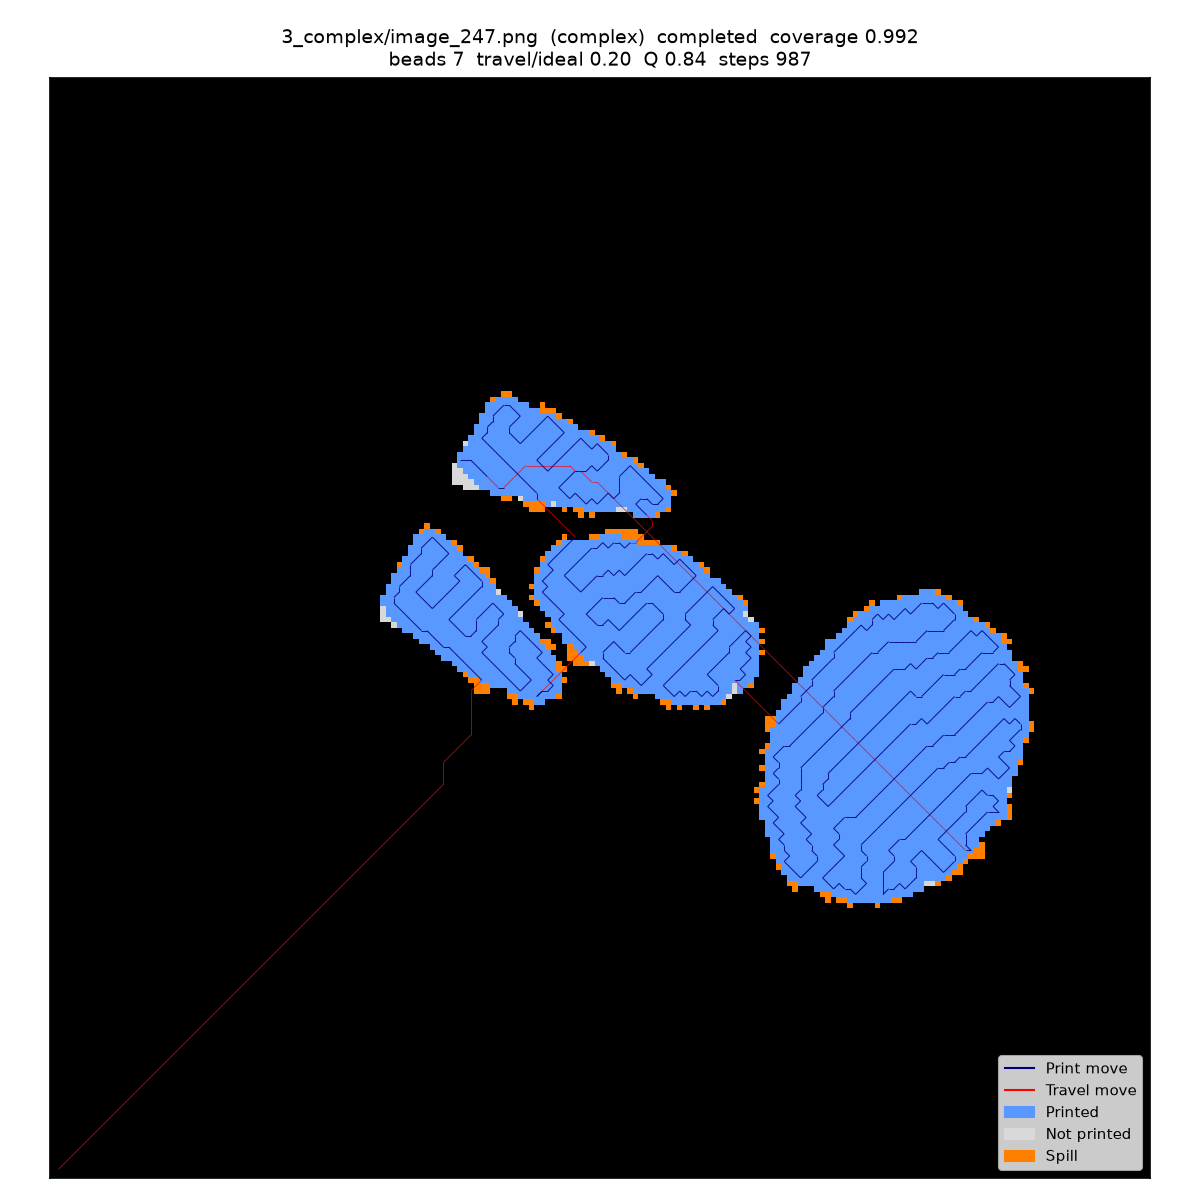 3_complex/image_247.png  (complex)  completed  coverage 0.992
beads 7  travel/ideal 0.20  Q 0.84  steps 987
Print move
Travel move
Printed
Not printed
Spill